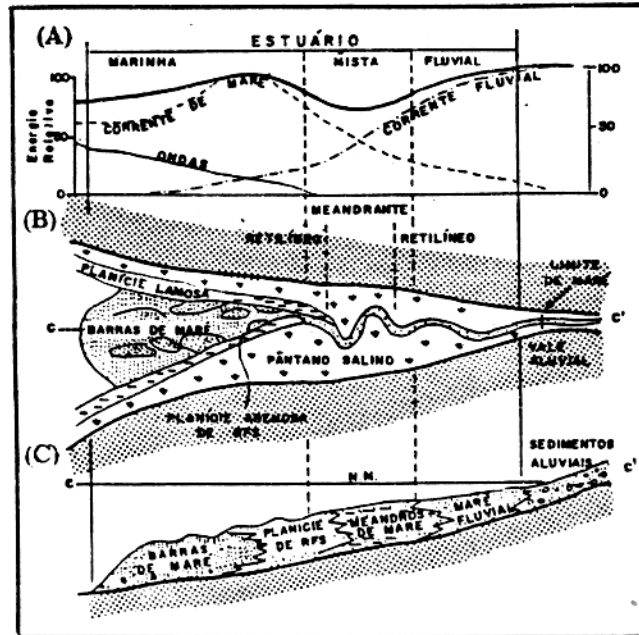 (A)
ESTUÁRIO
MARINHA MISTA FLUVIAL
100 100
CORRENTE DE MARÉ
CORRENTE FLUVIAL
50 50
Energia Relativa
ONDAS
0 0
(B)
MEANDRANTE
RETILÍNEO RETILÍNEO
LIMITE DE MARÉ
PLANÍCIE LAMOSA
C BARRAS DE MARÉ C'
PÂNTANO SALINO
VALE ALUVIAL
PLANÍCIE ARENOSA DE RFS
(C)
SEDIMENTOS ALUVIAIS
C N.M. C'
BARRAS DE MARÉ
PLANÍCIE DE RFS
MEANDROS DE MARÉ
MARÉ FLUVIAL